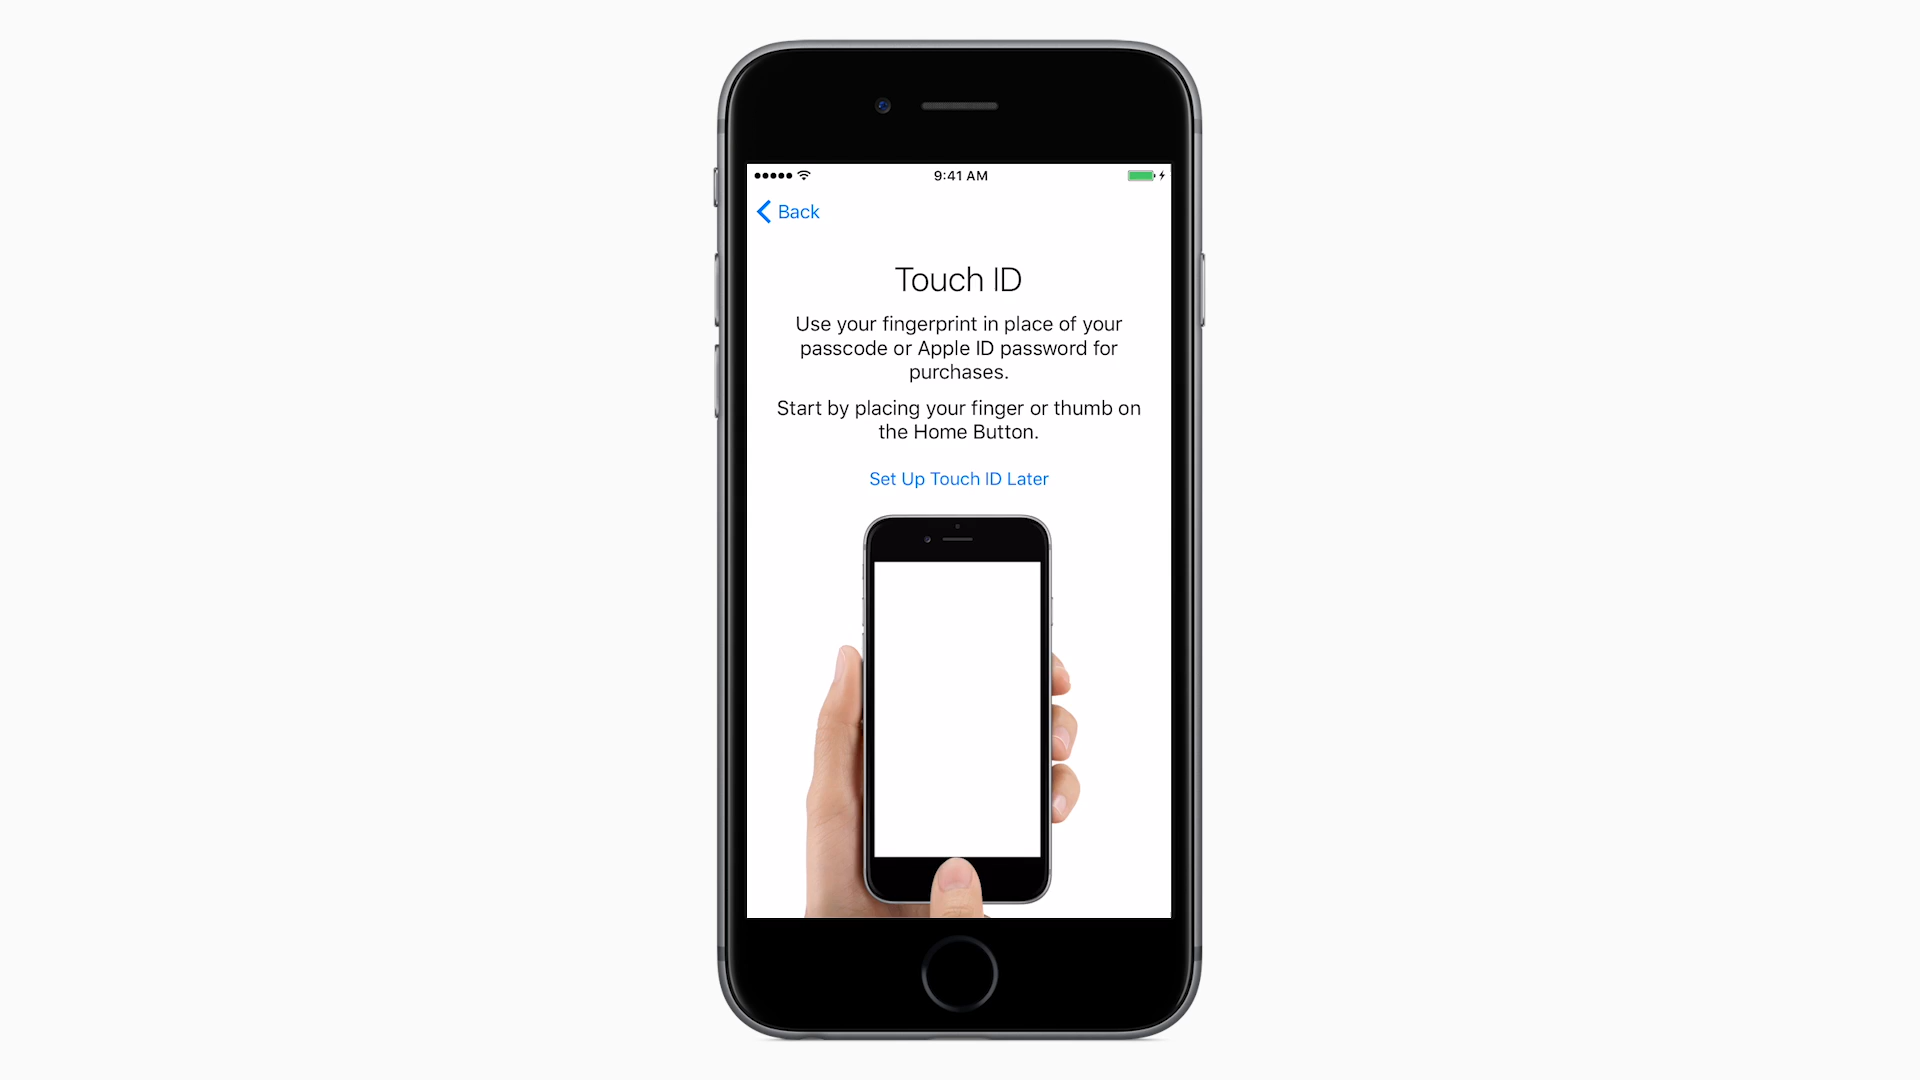 9:41 AM
Back
Touch ID
Use your fingerprint in place of your
passcode or Apple ID password for
purchases.
Start by placing your finger or thumb on
the Home Button.
Set Up Touch ID Later